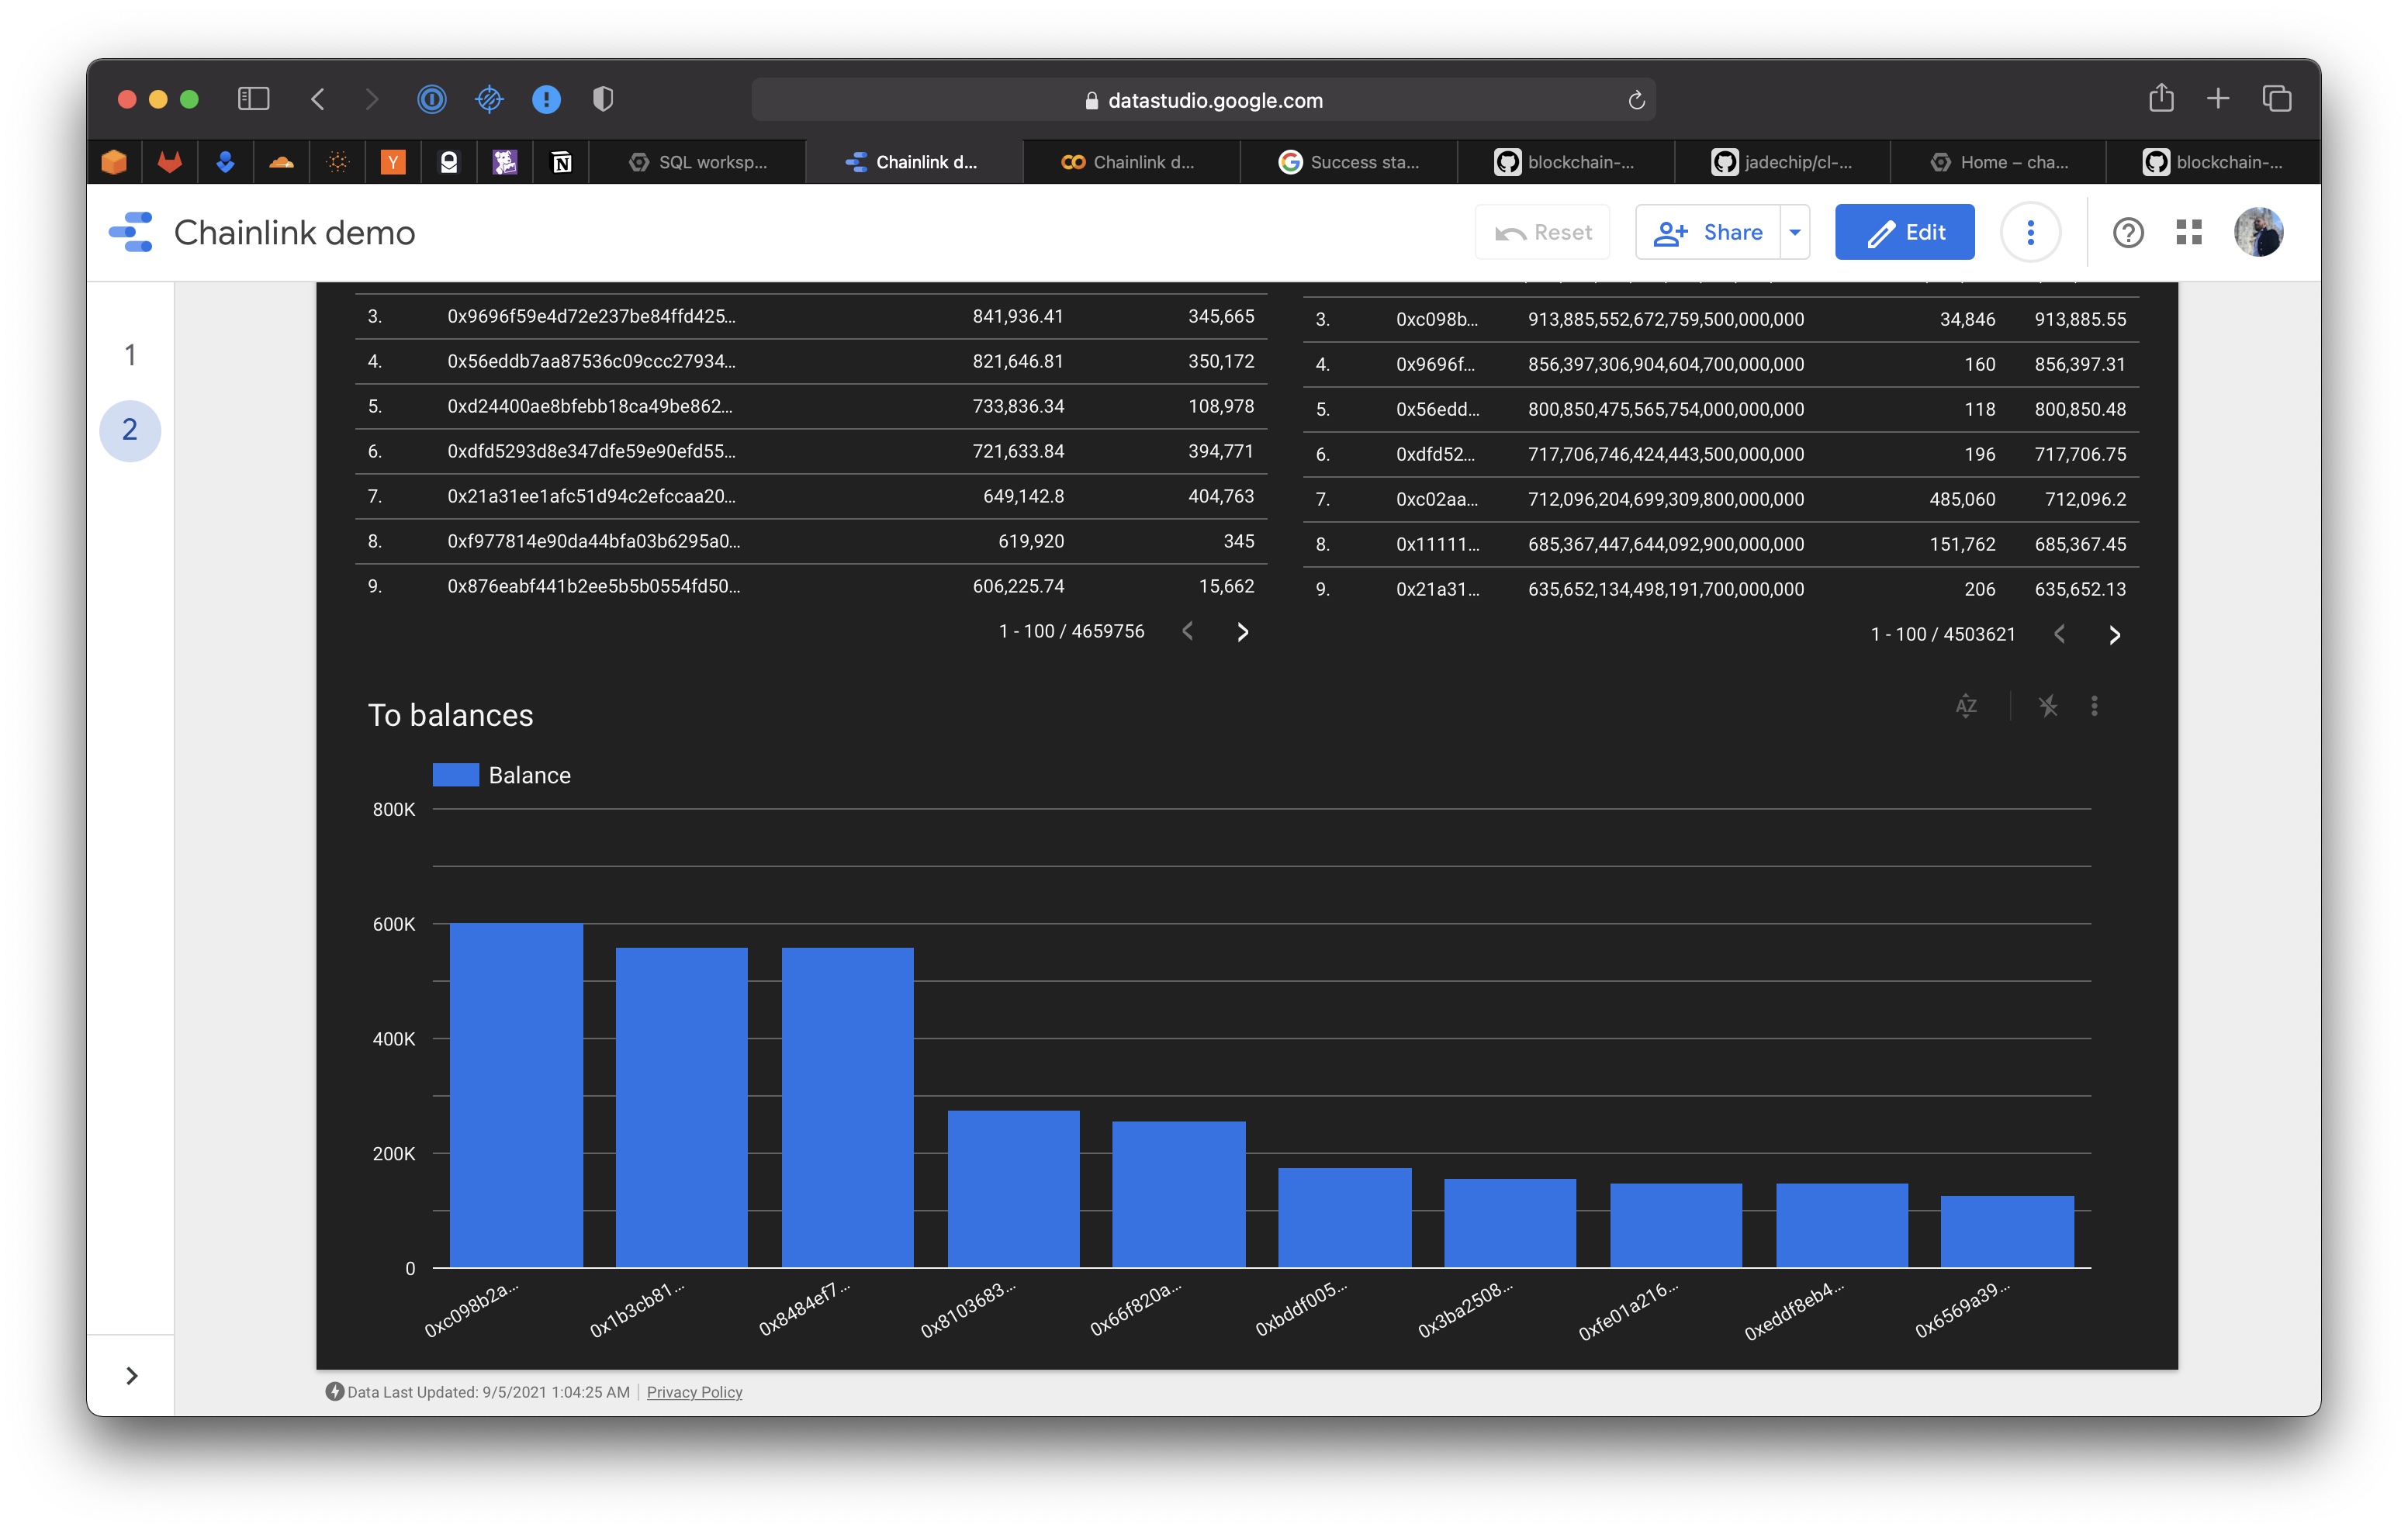 datastudio.google.com
SQL worksp...
Chainlink d...
Chainlink d...
Success sta...
blockchain-...
jadechip/cl-...
Home – cha...
blockchain-...
Chainlink demo
Reset
Share
Edit
1
2
3. 0x9696f59e4d72e237be84ffd425... 841,936.41 345,665
4. 0x56eddb7aa87536c09ccc27934... 821,646.81 350,172
5. 0xd24400ae8bfebb18ca49be862... 733,836.34 108,978
6. 0xdfd5293d8e347dfe59e90efd55... 721,633.84 394,771
7. 0x21a31ee1afc51d94c2efccaa20... 649,142.8 404,763
8. 0xf977814e90da44bfa03b6295a0... 619,920 345
9. 0x876eabf441b2ee5b5b0554fd50... 606,225.74 15,662
1 - 100 / 4659756
3. 0xc098b... 913,885,552,672,759,500,000,000 34,846 913,885.55
4. 0x9696f... 856,397,306,904,604,700,000,000 160 856,397.31
5. 0x56edd... 800,850,475,565,754,000,000,000 118 800,850.48
6. 0xdfd52... 717,706,746,424,443,500,000,000 196 717,706.75
7. 0xc02aa... 712,096,204,699,309,800,000,000 485,060 712,096.2
8. 0x11111... 685,367,447,644,092,900,000,000 151,762 685,367.45
9. 0x21a31... 635,652,134,498,191,700,000,000 206 635,652.13
1 - 100 / 4503621
To balances
AZ
Balance
800K
600K
400K
200K
0
0xc098b2a...
0x1b3cb81...
0x8484ef7...
0x8103683...
0x66f820a...
0xbddf005...
0x3ba2508...
0xfe01a216...
0xeddf8eb4...
0x6569a39...
Data Last Updated: 9/5/2021 1:04:25 AM
Privacy Policy